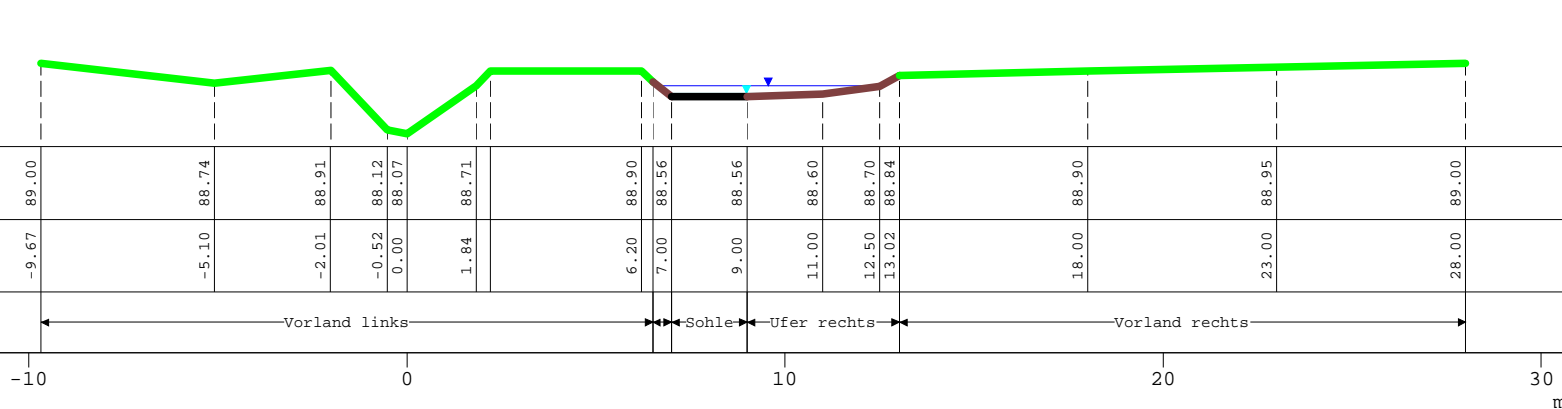 89.00 88.74 88.91 88.12 88.07 88.71 88.90 88.56 88.56 88.60 88.70 88.84 88.90 88.95 89.00
-9.67 -5.10 -2.01 -0.52 0.00 1.84 6.20 7.00 9.00 11.00 12.50 13.02 18.00 23.00 28.00
Vorland links Sohle Ufer rechts Vorland rechts
-10 0 10 20 30
m